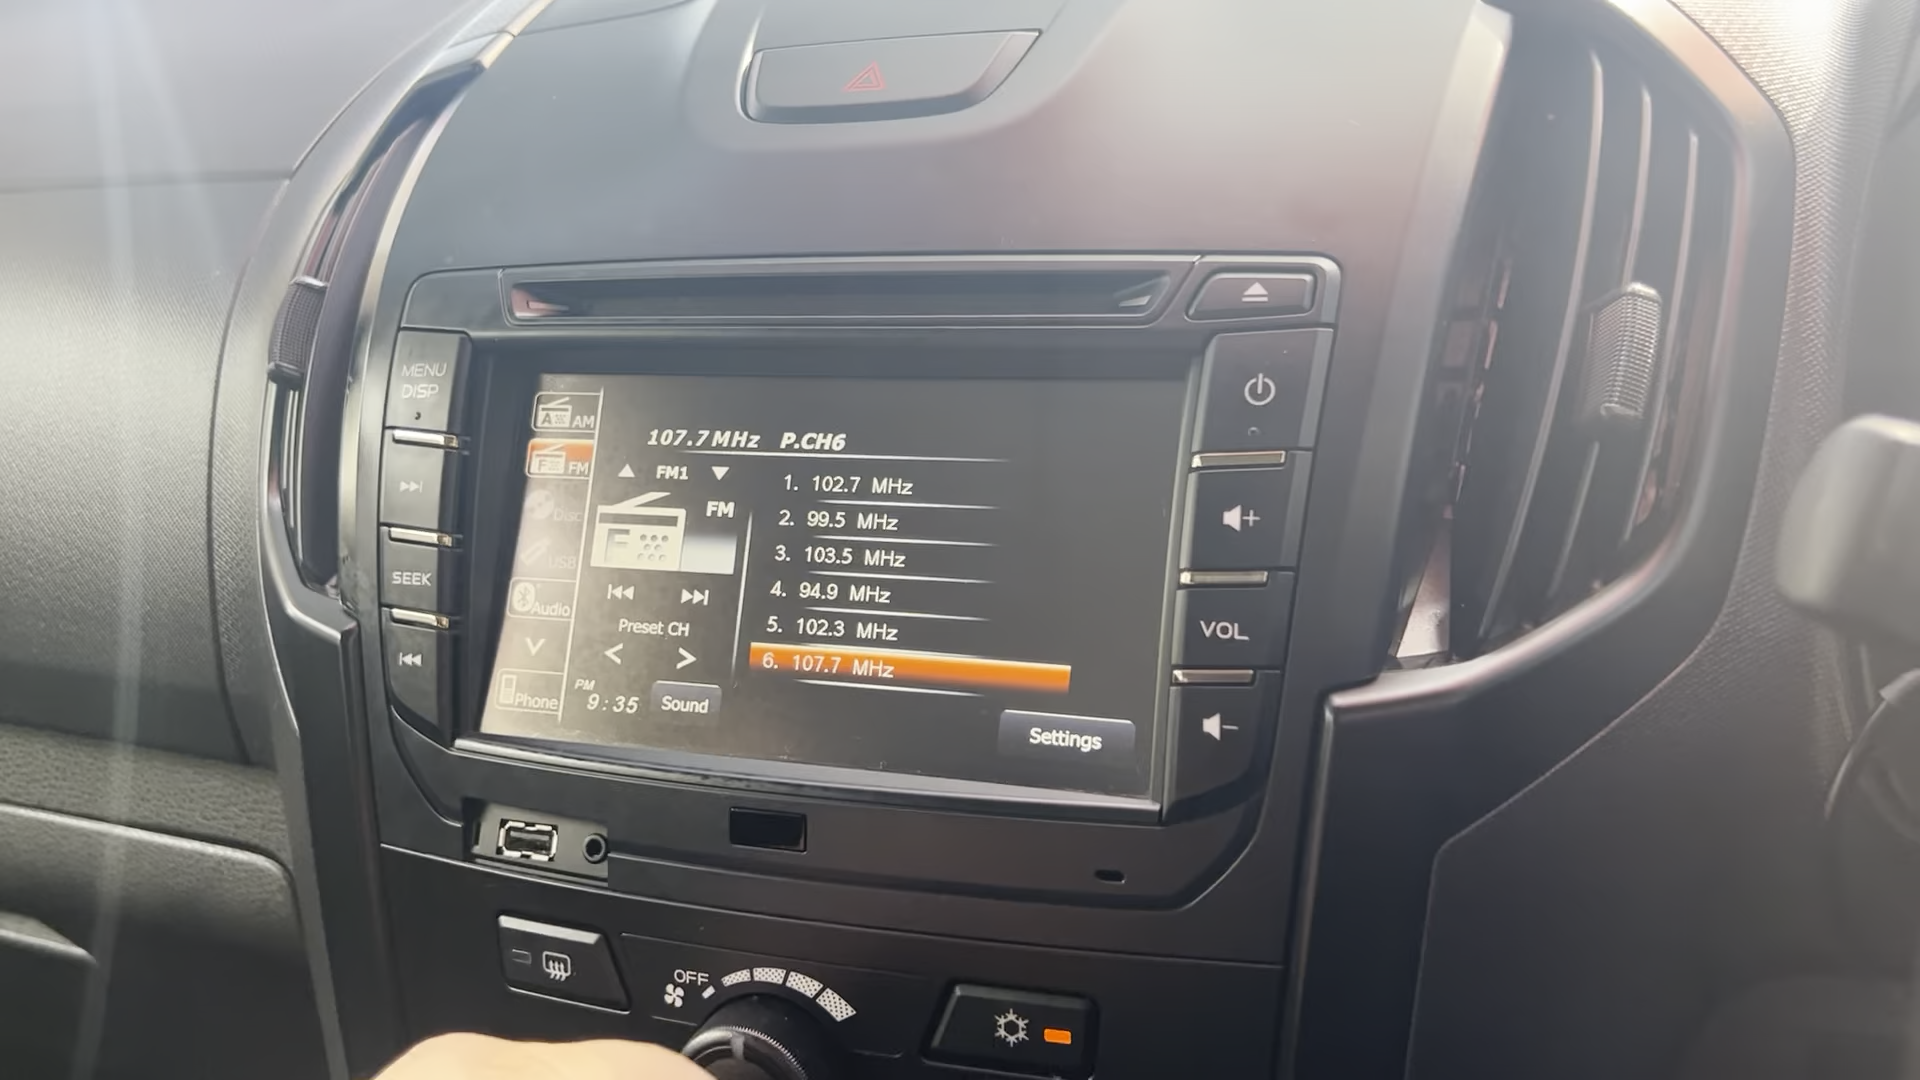 MENU
DISP
SEEK
VOL
A AM
F FM
Disc
USB
Audio
Phone
107.7MHz P.CH6
FM1
FM
F
Preset CH
PM
9:35
Sound
1. 102.7 MHz
2. 99.5 MHz
3. 103.5 MHz
4. 94.9 MHz
5. 102.3 MHz
6. 107.7 MHz
Settings
OFF